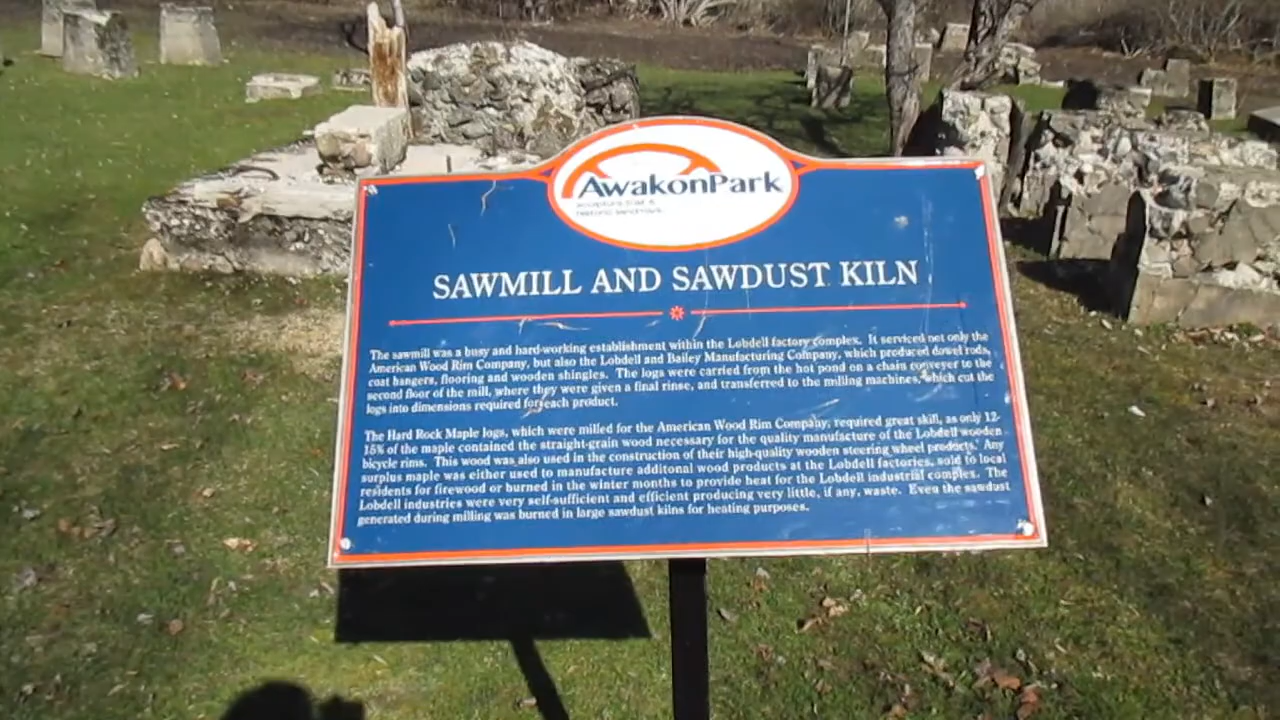 AwakonPark
SAWMILL AND SAWDUST KILN
The sawmill was a busy and hard-working establishment within the Lobdell factory complex. It serviced not only the
American Wood Rim Company, but also the Lobdell and Bailey Manufacturing Company, which produced dowel rods,
coat hangers, flooring and wooden shingles. The logs were carried from the hot pond on a chain conveyer to the
second floor of the mill, where they were given a final rinse, and transferred to the milling machines, which cut the
logs into dimensions required for each product.
The Hard Rock Maple logs, which were milled for the American Wood Rim Company, required great skill, as only 12-
15% of the maple contained the straight-grain wood necessary for the quality manufacture of the Lobdell wooden
bicycle rims. This wood was also used in the construction of their high-quality wooden steering wheel products. Any
surplus maple was either used to manufacture additonal wood products at the Lobdell factories, sold to local
residents for firewood or burned in the winter months to provide heat for the Lobdell industrial complex. The
Lobdell industries were very self-sufficient and efficient producing very little, if any, waste. Even the sawdust
generated during milling was burned in large sawdust kilns for heating purposes.